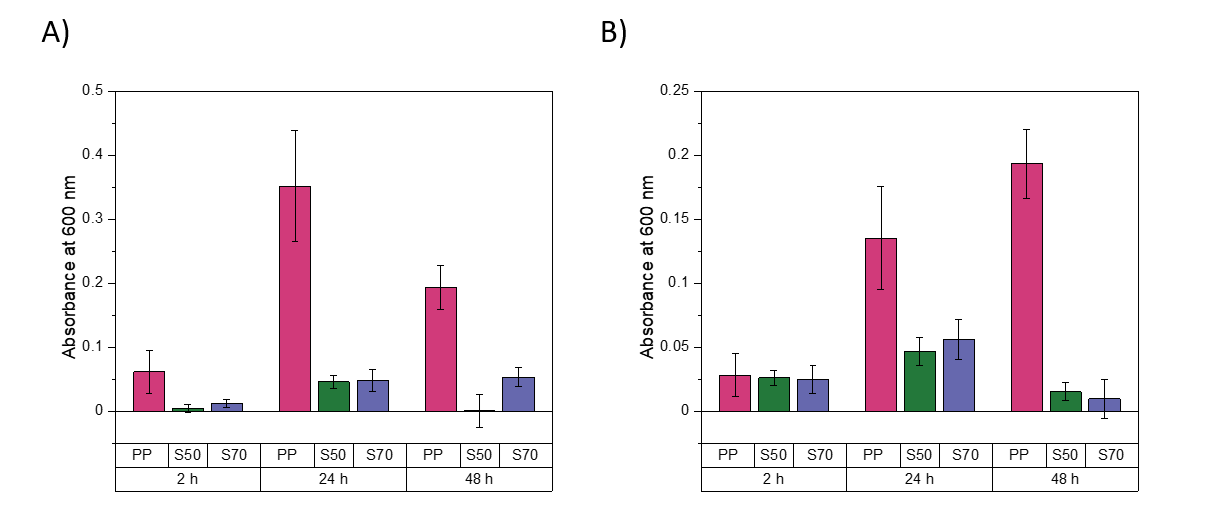 A)
B)
0.5
0.4
0.3
0.2
0.1
0
Absorbance at 600 nm
PP S50 S70 PP S50 S70 PP S50 S70
2 h 24 h 48 h
0.25
0.2
0.15
0.1
0.05
0
Absorbance at 600 nm
PP S50 S70 PP S50 S70 PP S50 S70
2 h 24 h 48 h